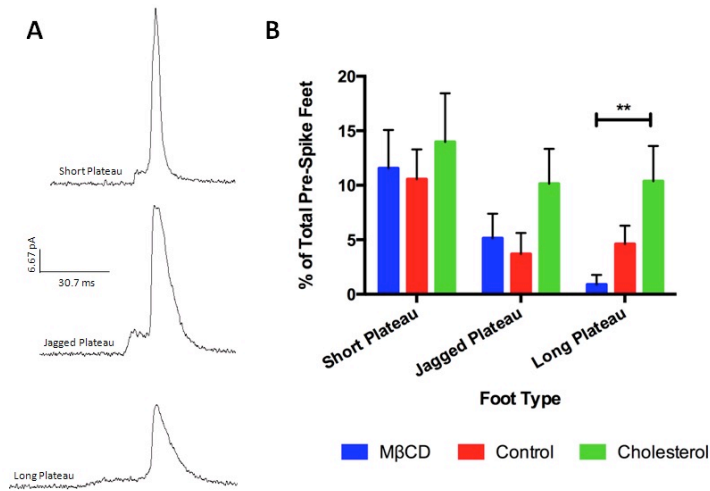 A
Short Plateau
6.67 pA
30.7 ms
Jagged Plateau
Long Plateau
B
% of Total Pre-Spike Feet
20
15
10
5
0
**
Short Plateau
Jagged Plateau
Long Plateau
Foot Type
MβCD
Control
Cholesterol